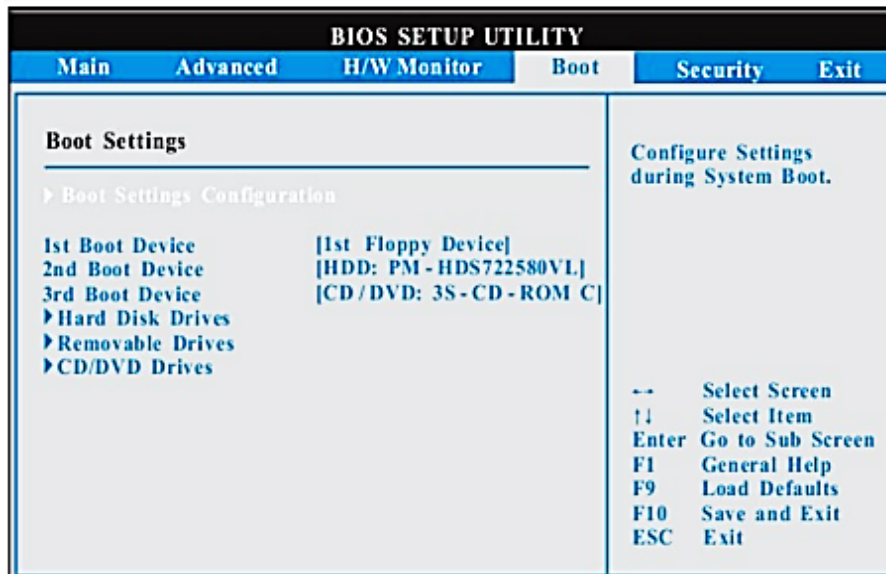 BIOS SETUP UTILITY
Main Advanced H/W Monitor Boot Security Exit
Boot Settings
Boot Settings Configuration
1st Boot Device [1st Floppy Device]
2nd Boot Device [HDD: PM-HDS722580VL]
3rd Boot Device [CD/DVD: 3S-CD-ROM C]
Hard Disk Drives
Removable Drives
CD/DVD Drives
Configure Settings
during System Boot.
←→ Select Screen
↑↓ Select Item
Enter Go to Sub Screen
F1 General Help
F9 Load Defaults
F10 Save and Exit
ESC Exit